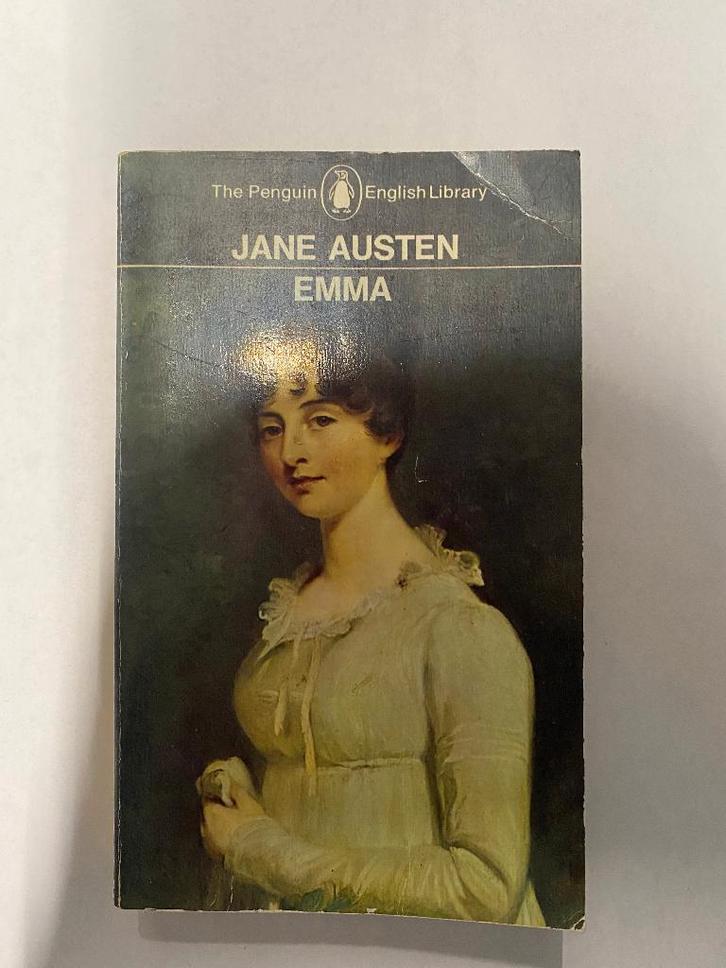 The Penguin English Library
JANE AUSTEN
EMMA